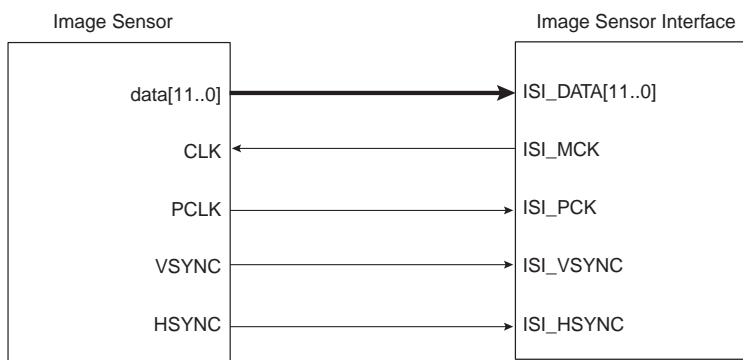 Image Sensor
Image Sensor Interface
data[11..0]
ISI_DATA[11..0]
CLK
ISI_MCK
PCLK
ISI_PCK
VSYNC
ISI_VSYNC
HSYNC
ISI_HSYNC